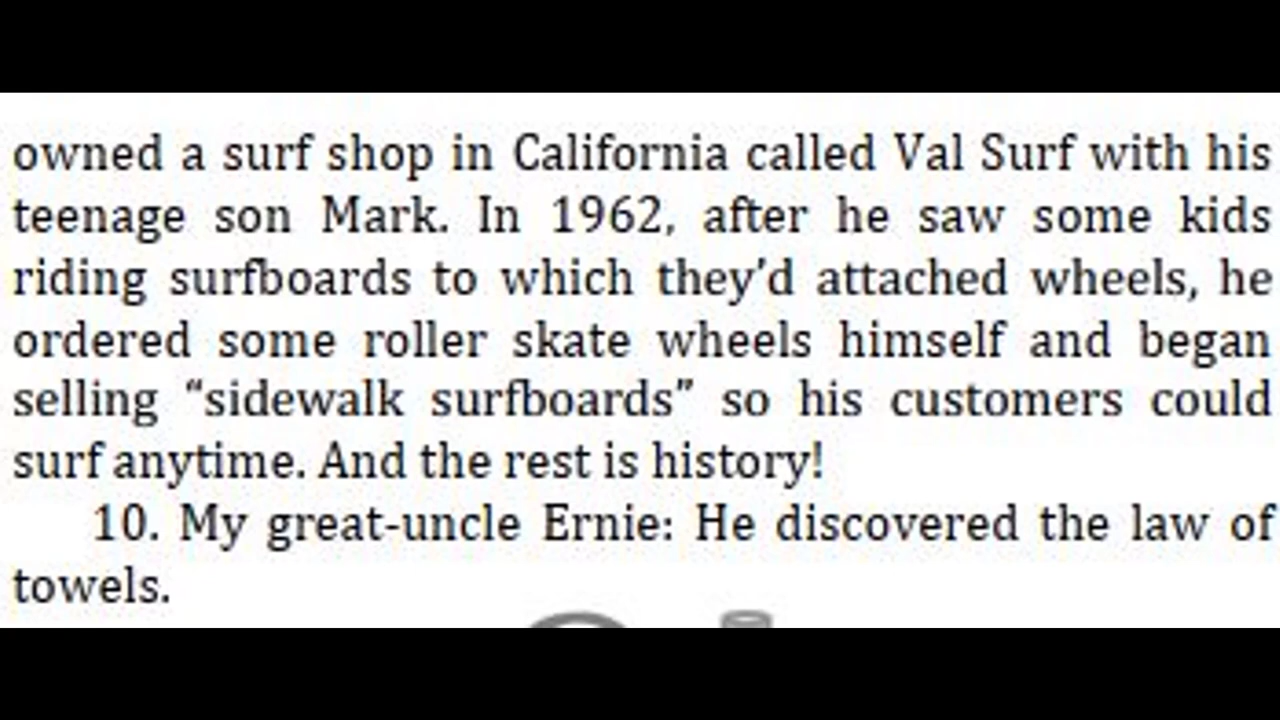 owned a surf shop in California called Val Surf with his
teenage son Mark. In 1962, after he saw some kids
riding surfboards to which they’d attached wheels, he
ordered some roller skate wheels himself and began
selling “sidewalk surfboards” so his customers could
surf anytime. And the rest is history!
10. My great-uncle Ernie: He discovered the law of
towels.